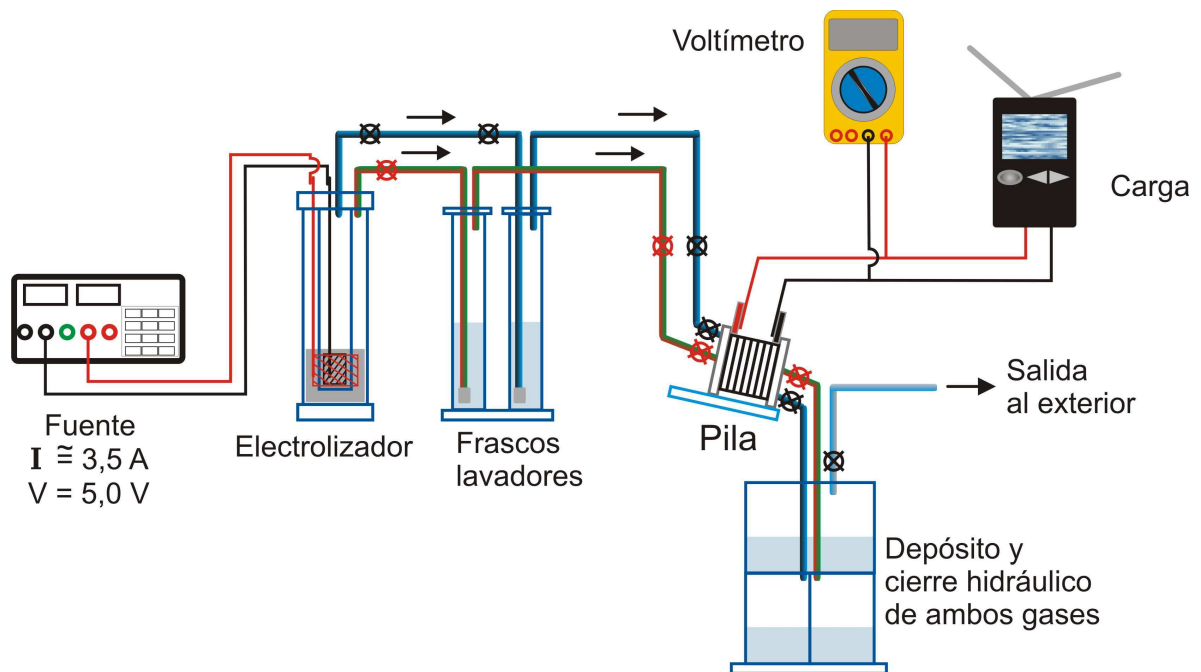 Voltímetro
Carga
Fuente
I ≅ 3,5 A
V = 5,0 V
Electrolizador
Frascos
lavadores
Pila
Salida
al exterior
Depósito y
cierre hidráulico
de ambos gases